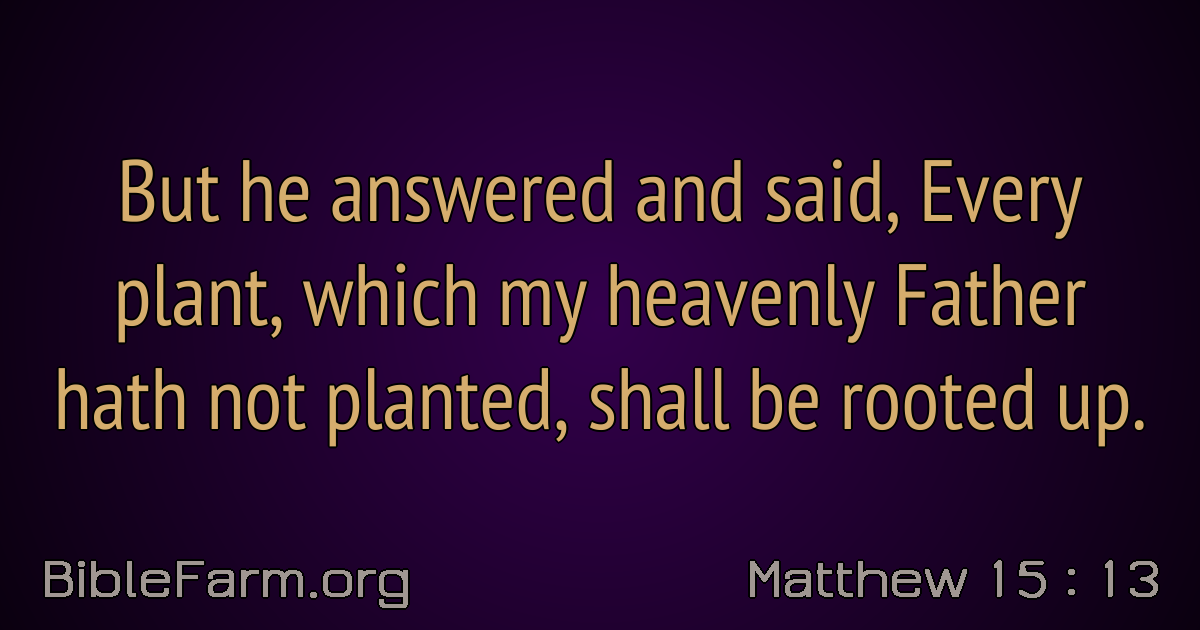 But he answered and said, Every
plant, which my heavenly Father
hath not planted, shall be rooted up.
BibleFarm.org
Matthew 15 : 13